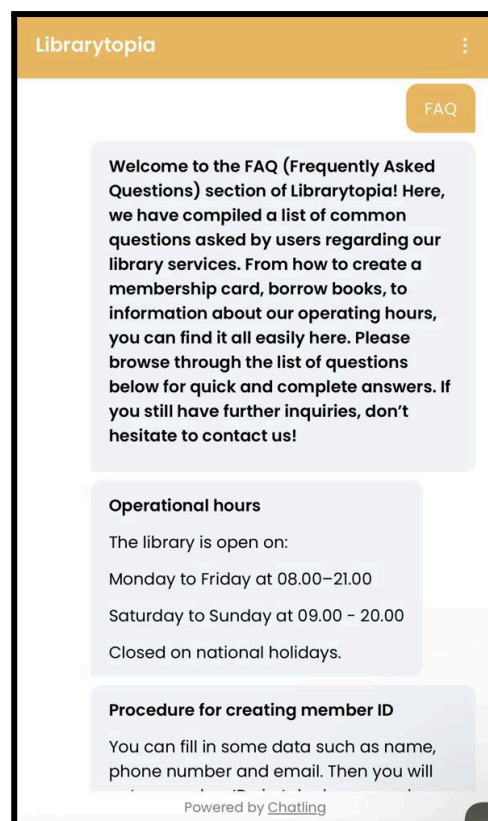 Librarytopia
FAQ
Welcome to the FAQ (Frequently Asked
Questions) section of Librarytopia! Here,
we have compiled a list of common
questions asked by users regarding our
library services. From how to create a
membership card, borrow books, to
information about our operating hours,
you can find it all easily here. Please
browse through the list of questions
below for quick and complete answers. If
you still have further inquiries, don’t
hesitate to contact us!
Operational hours
The library is open on:
Monday to Friday at 08.00–21.00
Saturday to Sunday at 09.00 - 20.00
Closed on national holidays.
Procedure for creating member ID
You can fill in some data such as name,
phone number and email. Then you will
Powered by Chatling